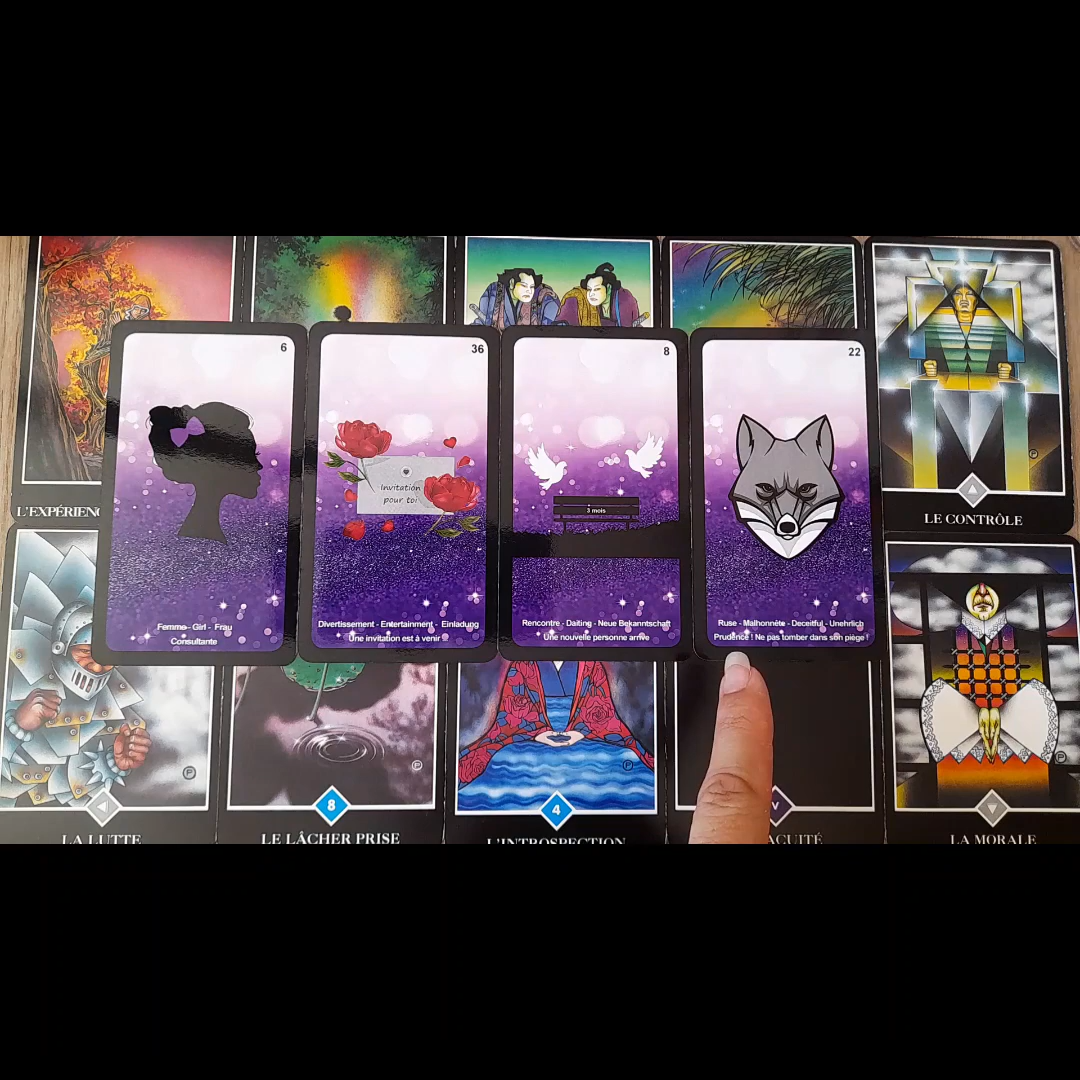 6
36
8
22
Invitation
pour toi
3 mois
Femme - Girl - Frau
Consultante
Divertissement - Entertainment - Einladung
Une invitation est à venir
Rencontre - Daiting - Neue Bekanntschaft
Une nouvelle personne arrive
Ruse - Malhonnète - Deceitful - Unehrlich
Prudence ! Ne pas tomber dans son piège !
L'EXPÉRIENC
LE CONTRÔLE
8
4
V
LA LUTTE
LE LÂCHER PRISE
L'INTROSPECTION
ACUITÉ
LA MORALE